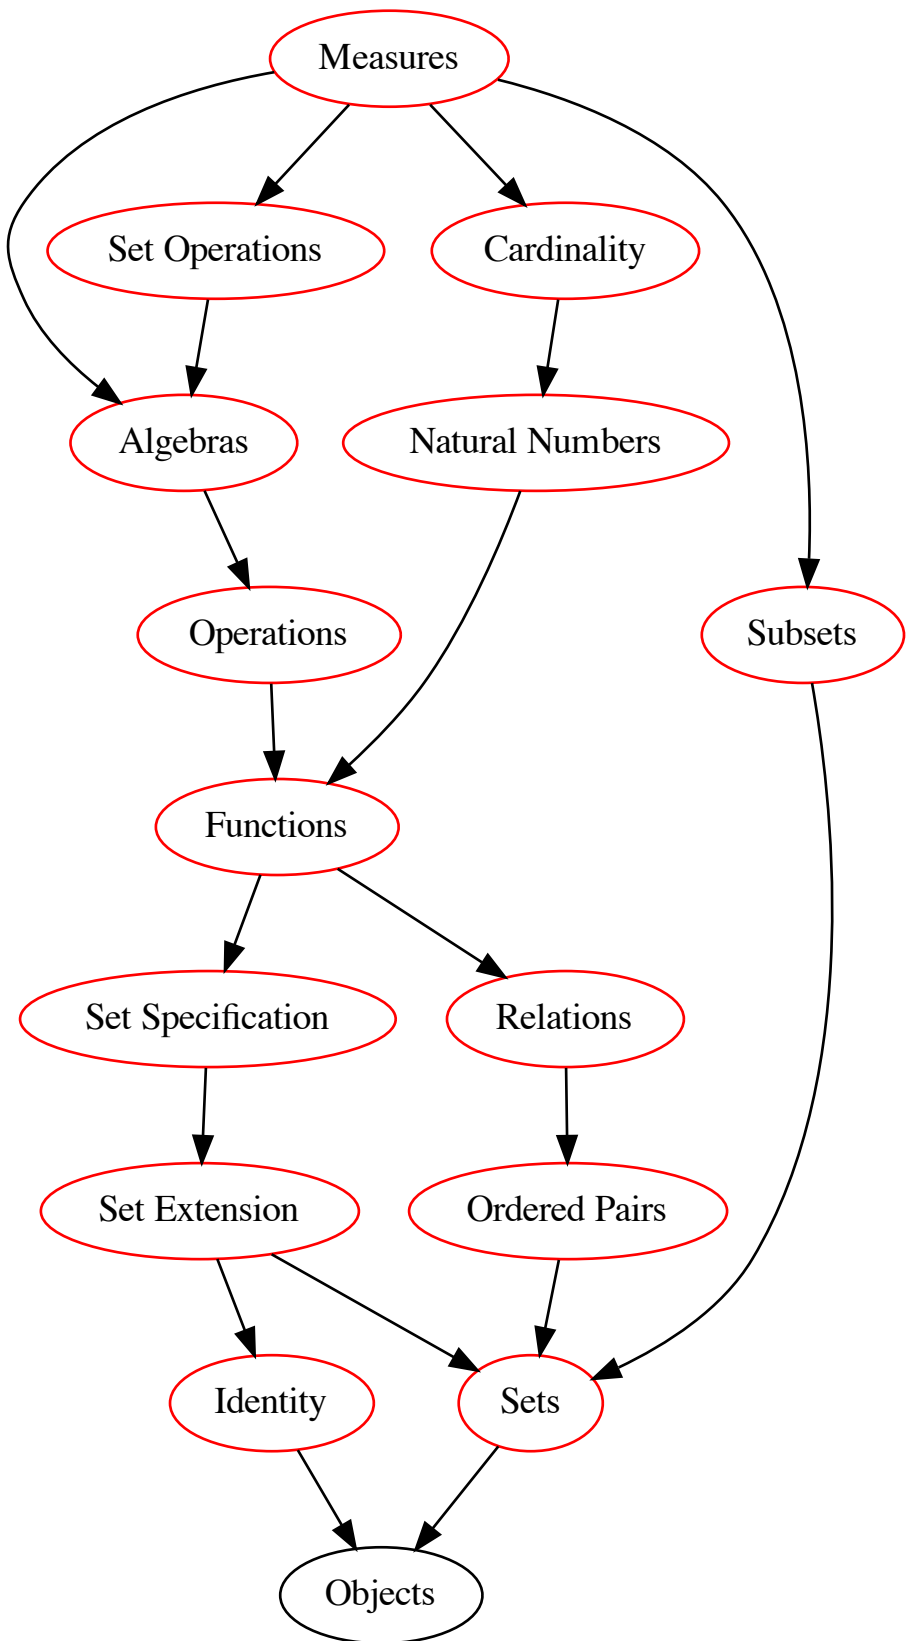 Measures
Set Operations
Cardinality
Algebras
Natural Numbers
Operations
Subsets
Functions
Set Specification
Relations
Set Extension
Ordered Pairs
Identity
Sets
Objects